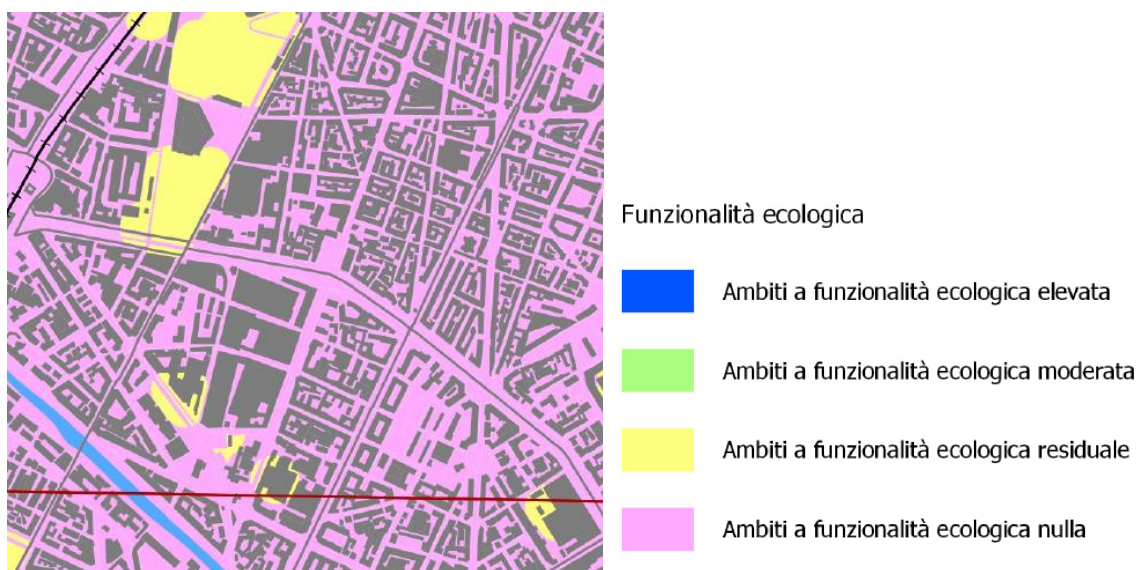 Funzionalità ecologica
Ambiti a funzionalità ecologica elevata
Ambiti a funzionalità ecologica moderata
Ambiti a funzionalità ecologica residuale
Ambiti a funzionalità ecologica nulla